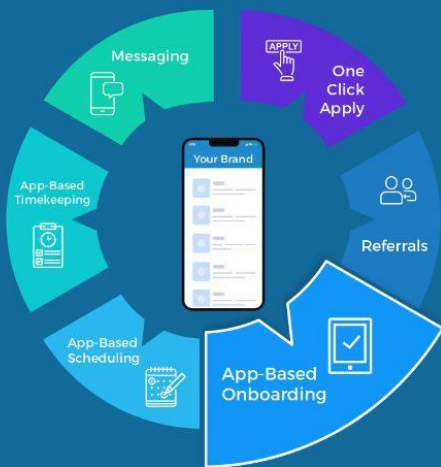 Messaging
APPLY
One
Click
Apply
App-Based
Timekeeping
Your Brand
Referrals
App-Based
Scheduling
App-Based
Onboarding